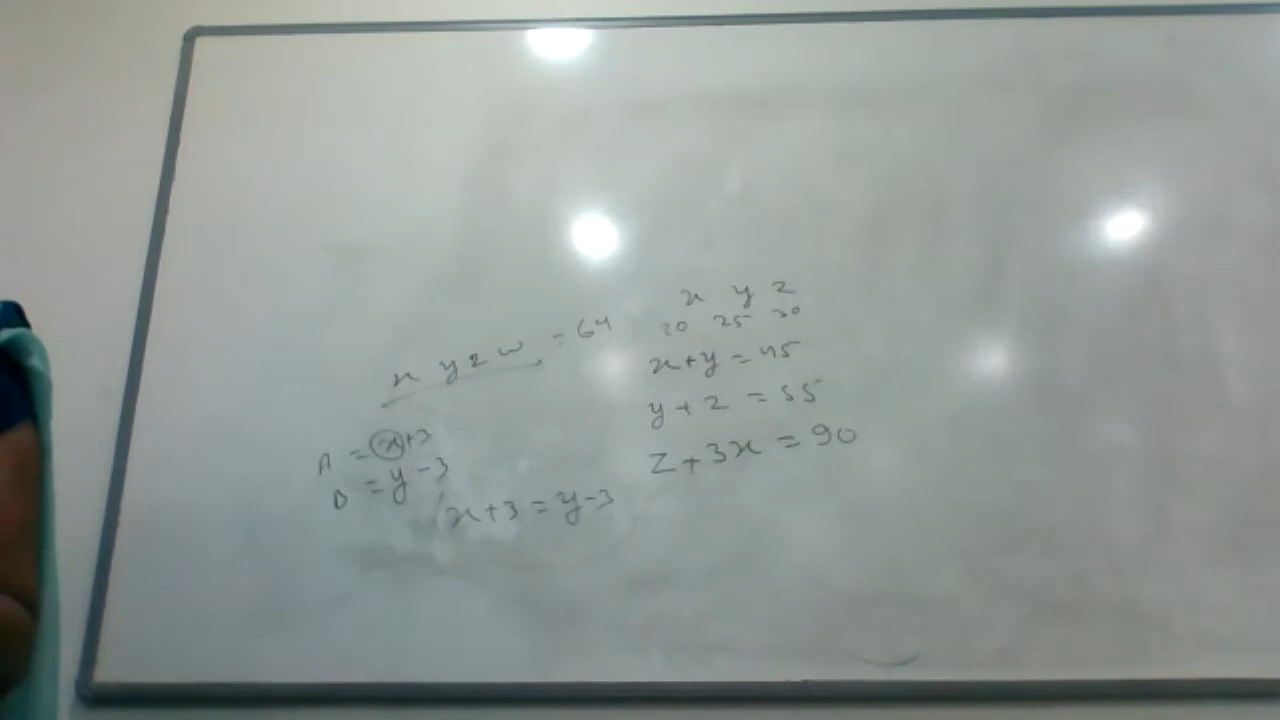 x y z w = 64
A = x+3
B = y-3
x+3 = y-3
x y z
20 25 30
x+y = 45
y+z = 55
z+3x = 90